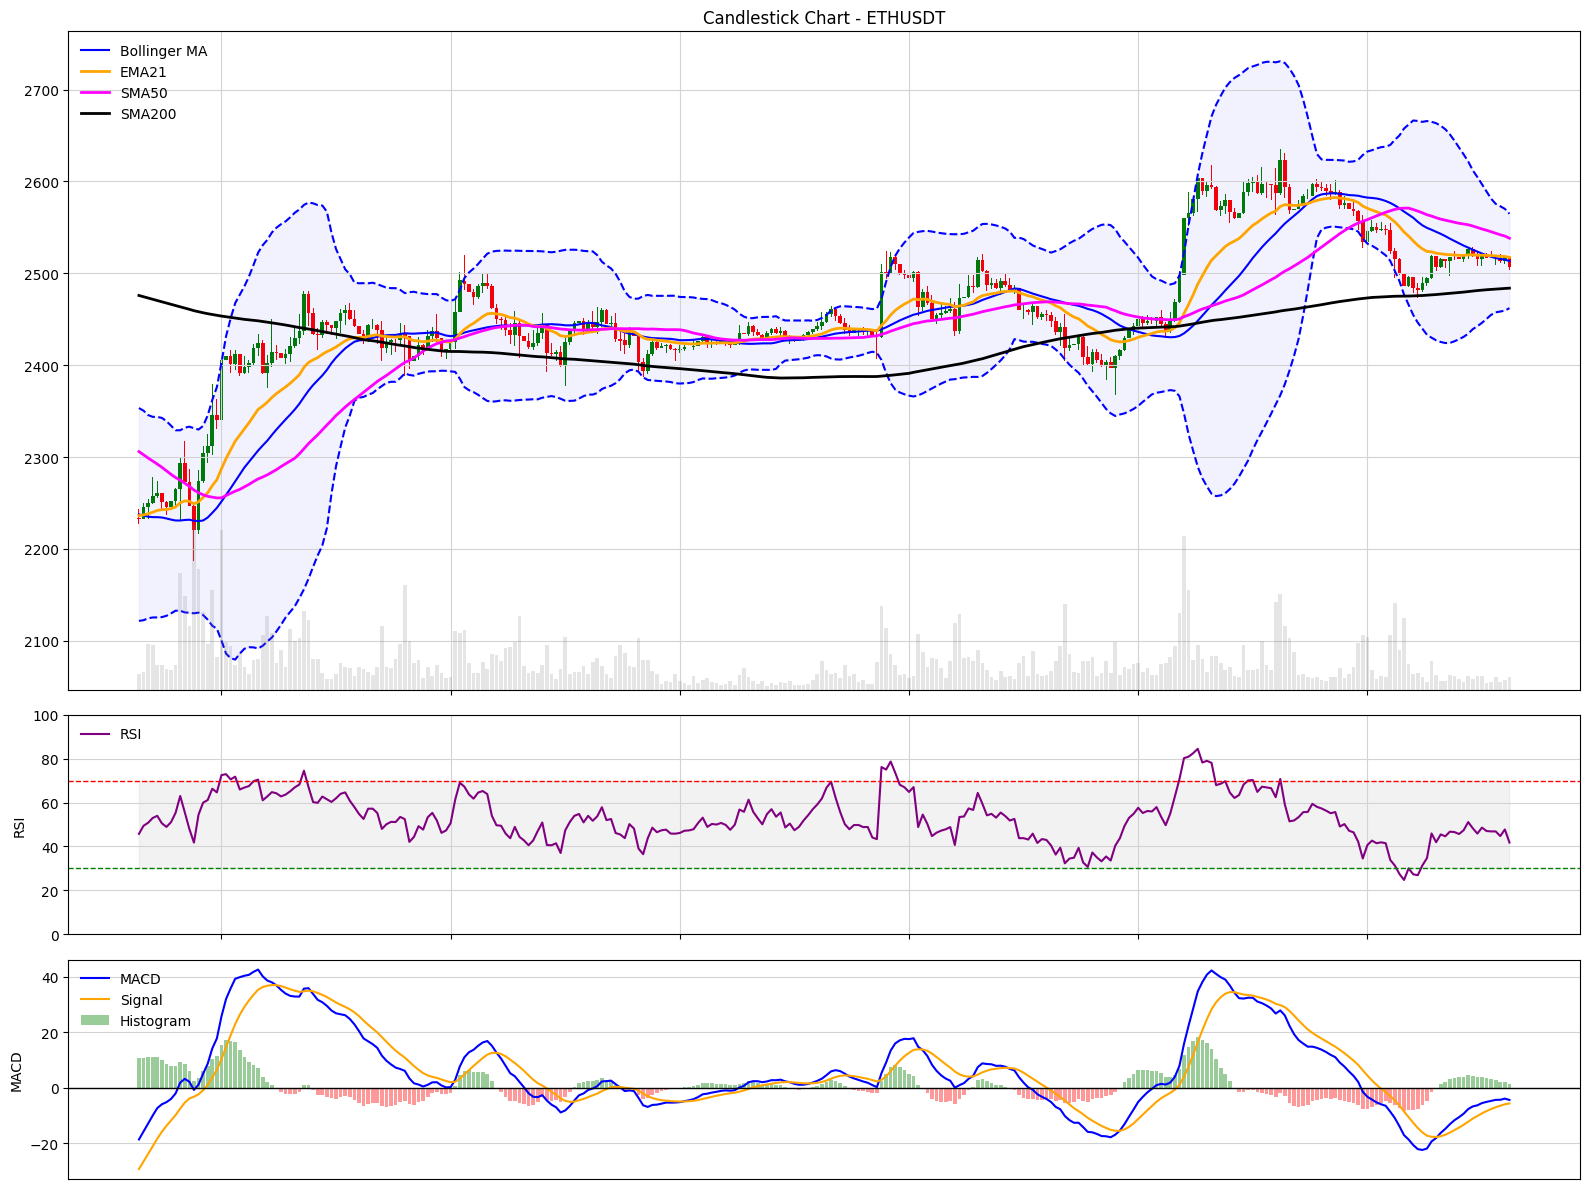 Candlestick Chart - ETHUSDT
Bollinger MA
EMA21
SMA50
SMA200
2700
2600
2500
2400
2300
2200
2100
RSI
100
80
60
40
20
0
RSI
MACD
Signal
Histogram
40
20
0
−20
MACD